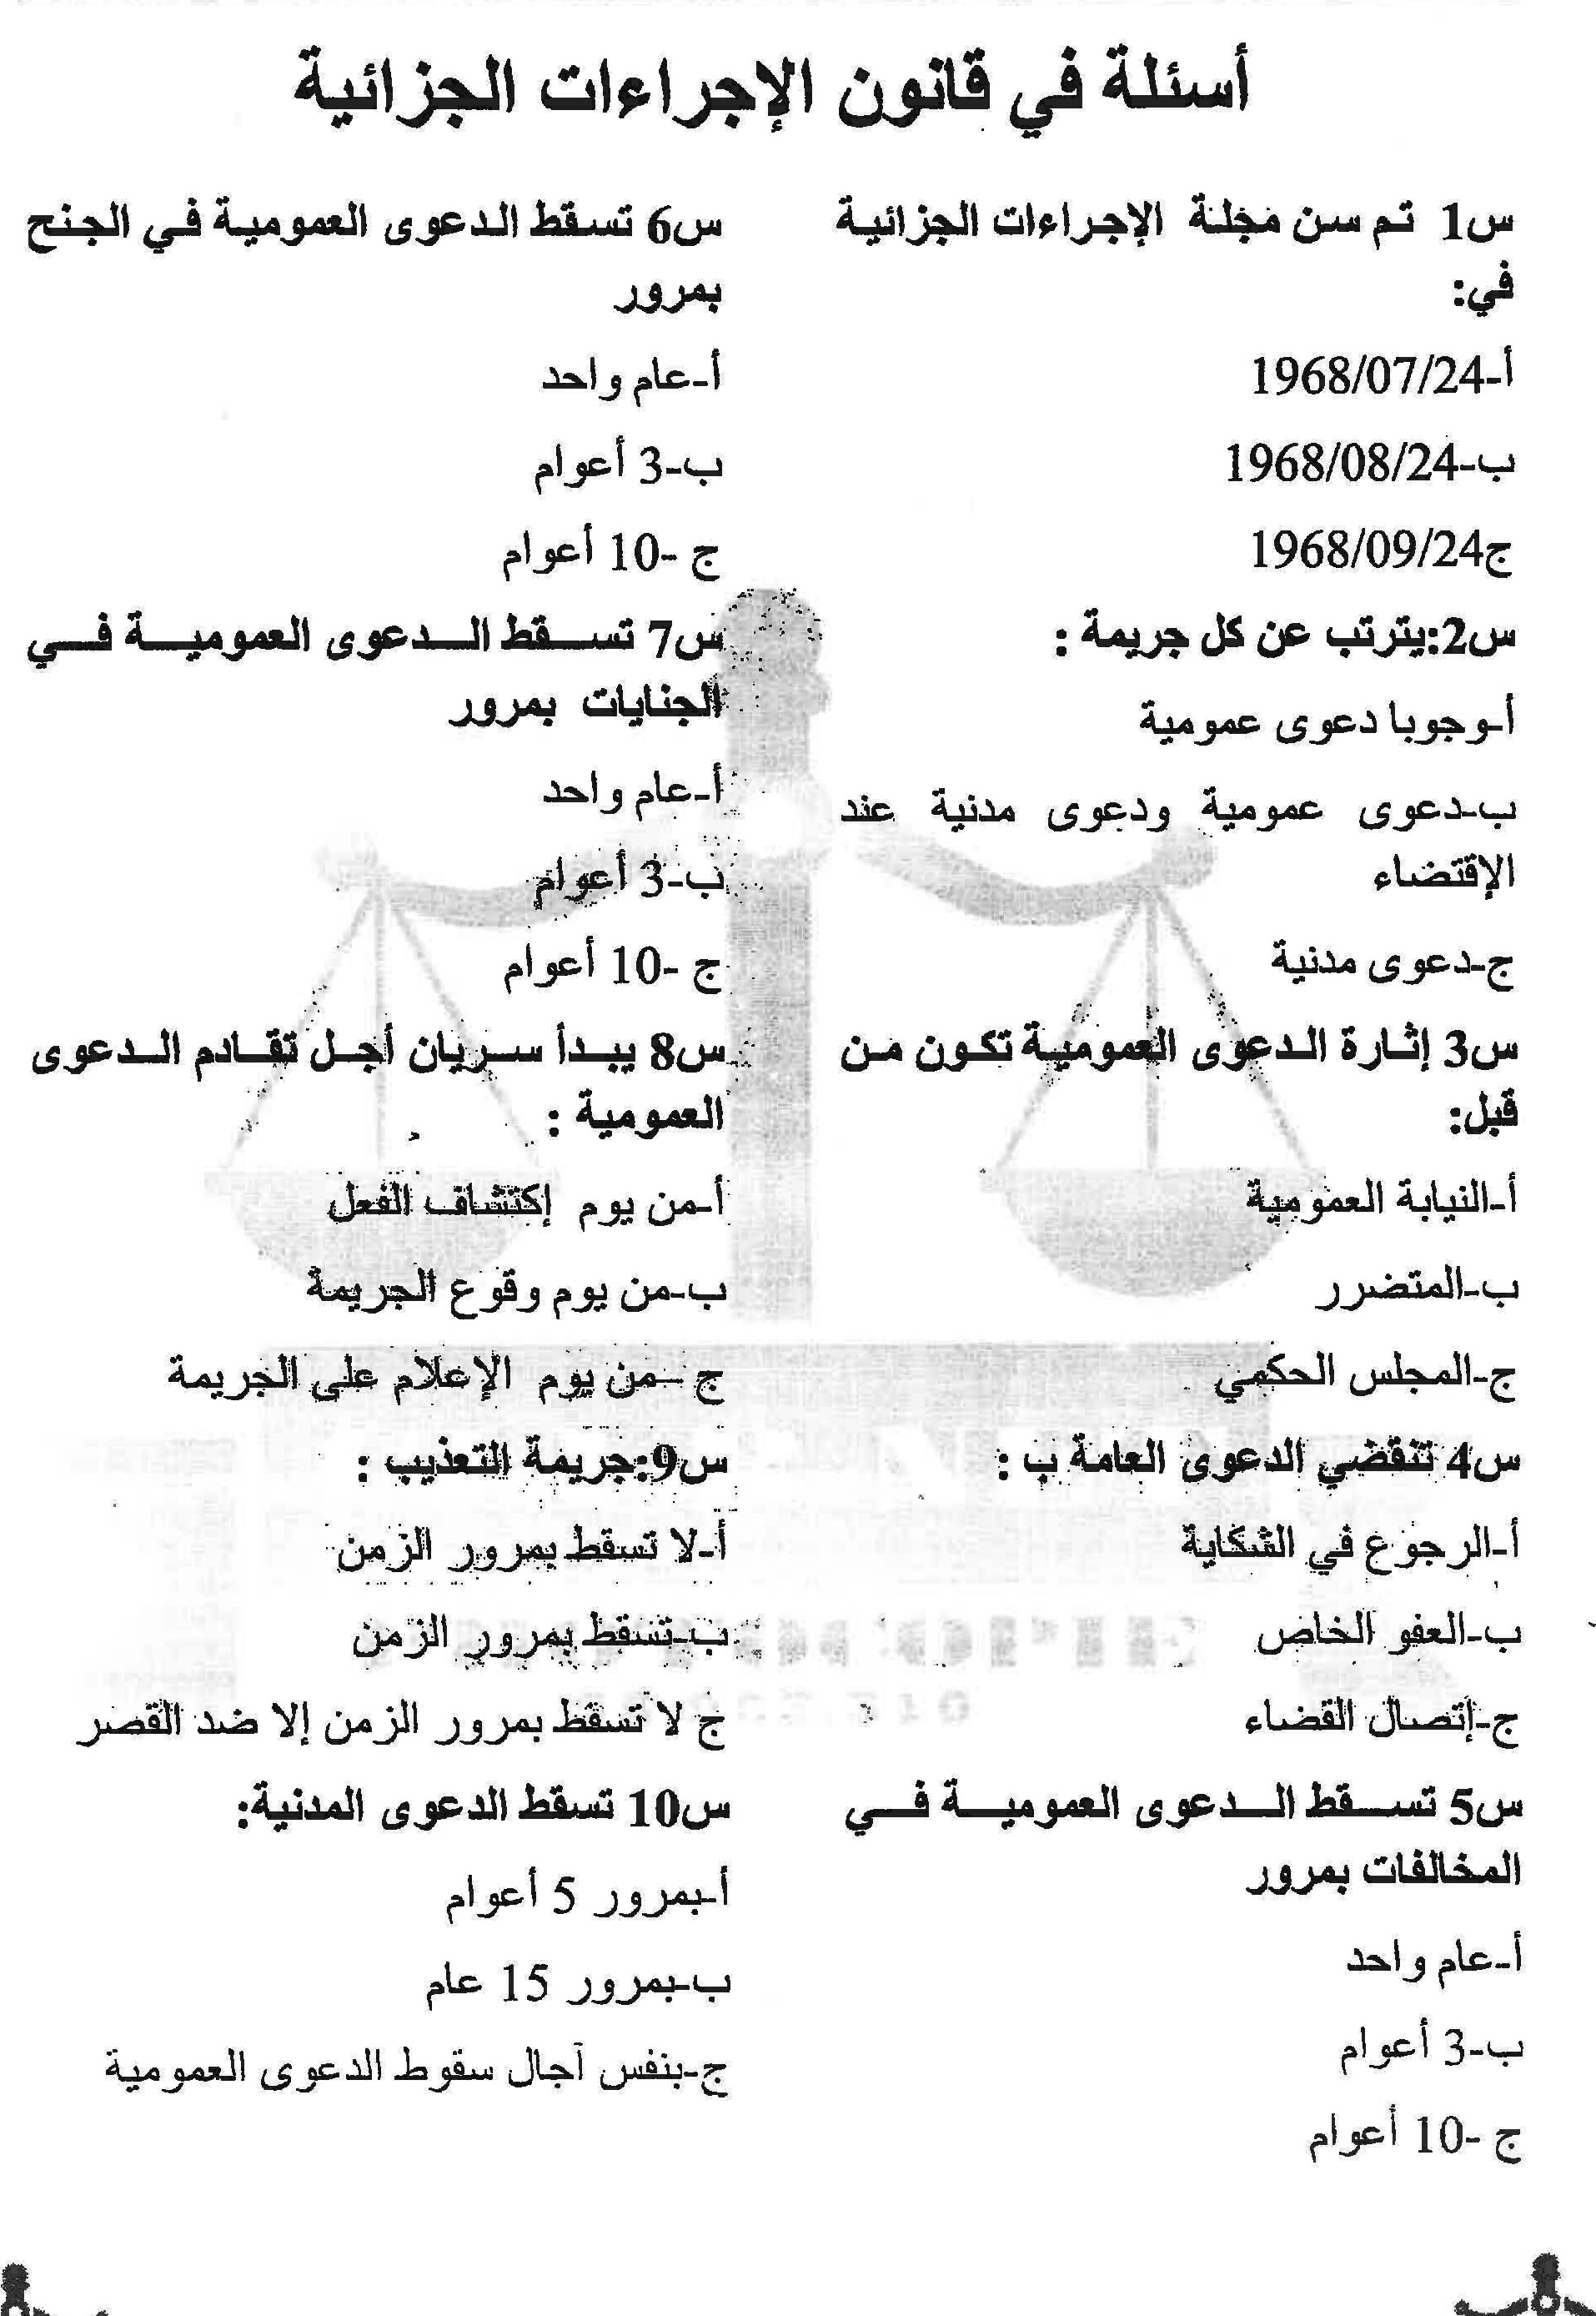 أسئلة في قانون الإجراءات الجزائية
س1 تم سن مجلة الإجراءات الجزائية
في:
أ-1968/07/24
ب-1968/08/24
ج1968/09/24
س2:يترتب عن كل جريمة :
أ-وجوبا دعوى عمومية
ب-دعوى عمومية ودعوى مدنية عند
الإقتضاء
ج-دعوى مدنية
س3 إثارة الدعوى العمومية تكون من
قبل:
أ-النيابة العمومية
ب-المتضرر
ج-المجلس الحكمي
س4 تنقضي الدعوى العامة ب :
أ-الرجوع في الشكاية
ب-العفو الخاص
ج-إتصال القضاء
س5 تسقط الدعوى العمومية في
المخالفات بمرور
أ-عام واحد
ب-3 أعوام
ج -10 أعوام
س6 تسقط الدعوى العمومية في الجنح
بمرور
أ-عام واحد
ب-3 أعوام
ج -10 أعوام
س7 تسقط الدعوى العمومية في
الجنايات بمرور
أ-عام واحد
ب-3 أعوام
ج -10 أعوام
س8 يبدأ سريان أجل تقادم الدعوى
العمومية :
أ-من يوم إكتشاف الفعل
ب-من يوم وقوع الجريمة
ج –من يوم الإعلام على الجريمة
س9:جريمة التعذيب :
أ-لا تسقط بمرور الزمن
ب-تسقط بمرور الزمن
ج لا تسقط بمرور الزمن إلا ضد القصر
س10 تسقط الدعوى المدنية:
أ-بمرور 5 أعوام
ب-بمرور 15 عام
ج-بنفس آجال سقوط الدعوى العمومية